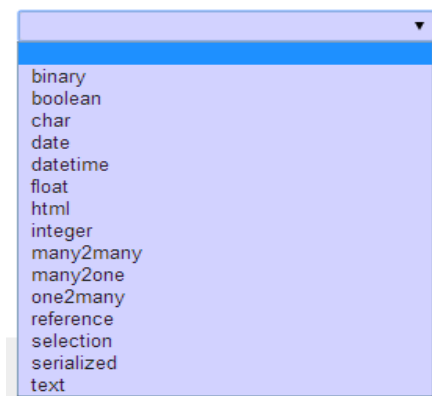 binary
boolean
char
date
datetime
float
html
integer
many2many
many2one
one2many
reference
selection
serialized
text